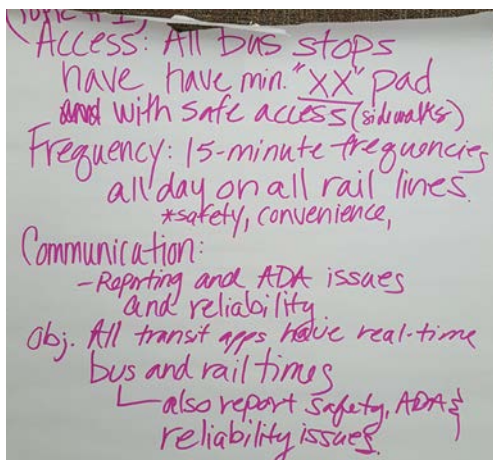 (Topic #1)
Access: All bus stops
have have min. "XX" pad
and with safe access (sidewalks)
Frequency: 15-minute frequencies
all day on all rail lines.
*safety, convenience,
Communication:
- Reporting and ADA issues
and reliability
Obj. All transit apps have real-time
bus and rail times
also report safety, ADA &
reliability issues.